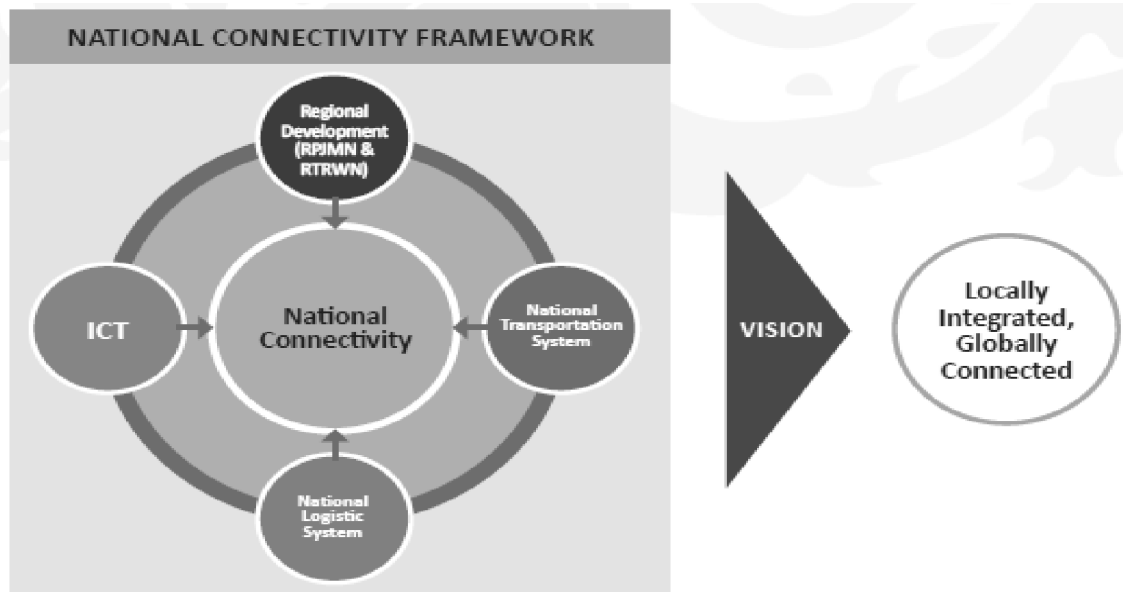 NATIONAL CONNECTIVITY FRAMEWORK
Regional
Development
(RPJMN &
RTRWN)
ICT
National
Connectivity
National
Transportation
System
National
Logistic
System
VISION
Locally
Integrated,
Globally
Connected